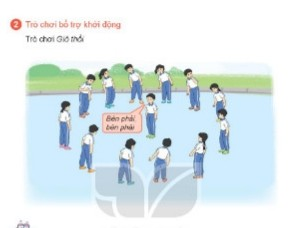 2 Trò chơi bổ trợ khởi động
Trò chơi Gió thổi
Bên phải,
bên phải